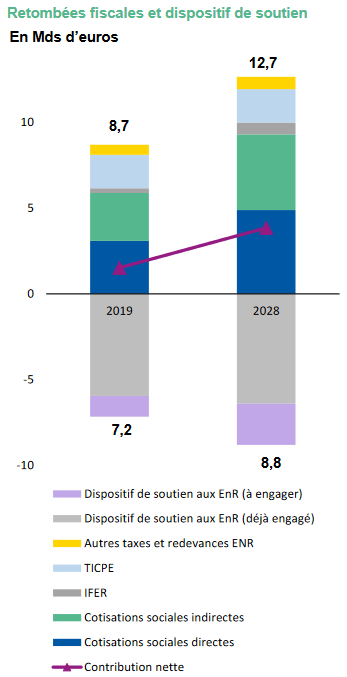 Retombées fiscales et dispositif de soutien
En Mds d'euros
12,7
8,7
10
5
0
2019
2028
-5
7,2
8,8
-10
Dispositif de soutien aux EnR (à engager)
Dispositif de soutien aux EnR (déjà engagé)
Autres taxes et redevances ENR
TICPE
IFER
Cotisations sociales indirectes
Cotisations sociales directes
Contribution nette